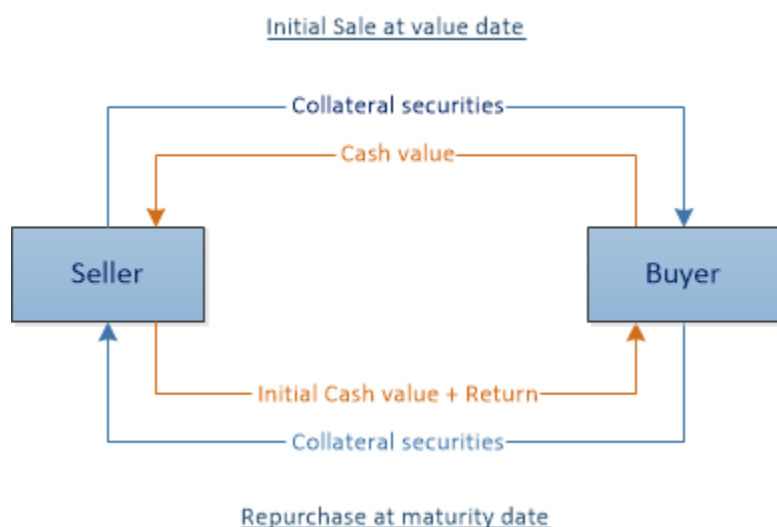 Initial Sale at value date
Collateral securities
Cash value
Seller
Buyer
Initial Cash value + Return
Collateral securities
Repurchase at maturity date